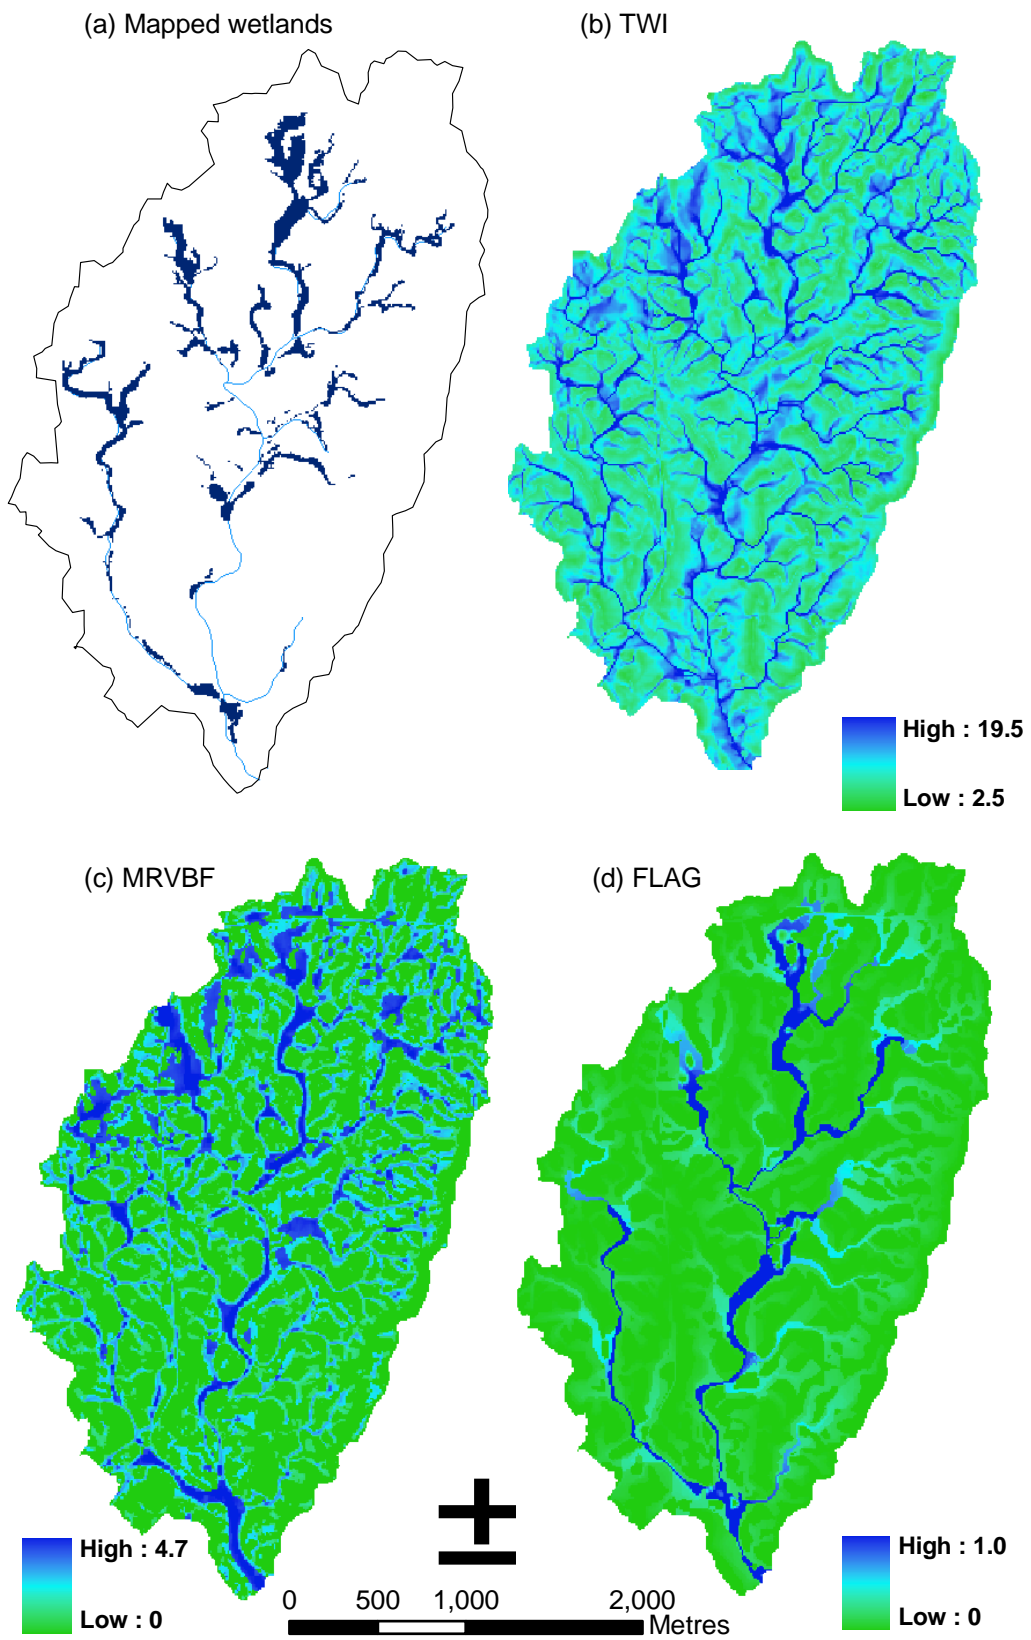 (a) Mapped wetlands
(b) TWI
High : 19.5
Low : 2.5
(c) MRVBF
(d) FLAG
High : 4.7
Low : 0
High : 1.0
Low : 0
0 500 1,000 2,000
Metres